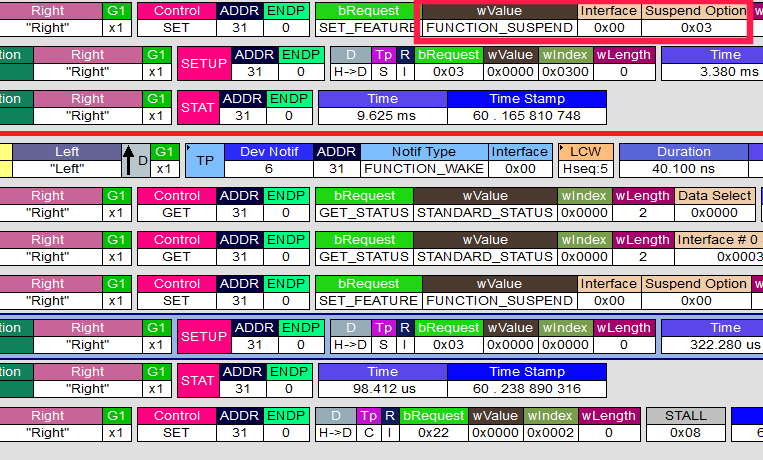 Right G1 Control ADDR ENDP bRequest wValue Interface Suspend Option w
"Right" x1 SET 31 0 SET_FEATURE FUNCTION_SUSPEND 0x00 0x03
ction Right G1 SETUP ADDR ENDP D Tp R bRequest wValue wIndex wLength Time
"Right" x1 31 0 H->D S I 0x03 0x0000 0x0300 0 3.380 ms
ction Right G1 STAT ADDR ENDP Time Time Stamp
"Right" x1 31 0 9.625 ms 60 . 165 810 748
Left D G1 TP Dev Notif ADDR Notif Type Interface LCW Duration
"Left" x1 6 31 FUNCTION_WAKE 0x00 Hseq:5 40.100 ns
Right G1 Control ADDR ENDP bRequest wValue wIndex wLength Data Select
"Right" x1 GET 31 0 GET_STATUS STANDARD_STATUS 0x0000 2 0x0000
Right G1 Control ADDR ENDP bRequest wValue wIndex wLength Interface # 0
"Right" x1 GET 31 0 GET_STATUS STANDARD_STATUS 0x0000 2 0x0003
Right G1 Control ADDR ENDP bRequest wValue Interface Suspend Option w
"Right" x1 SET 31 0 SET_FEATURE FUNCTION_SUSPEND 0x00 0x00
ction Right G1 SETUP ADDR ENDP D Tp R bRequest wValue wIndex wLength Time
"Right" x1 31 0 H->D S I 0x03 0x0000 0x0000 0 322.280 us
ction Right G1 STAT ADDR ENDP Time Time Stamp
"Right" x1 31 0 98.412 us 60 . 238 890 316
Right G1 Control ADDR ENDP D Tp R bRequest wValue wIndex wLength STALL
"Right" x1 SET 31 0 H->D C I 0x22 0x0000 0x0002 0 0x08 6